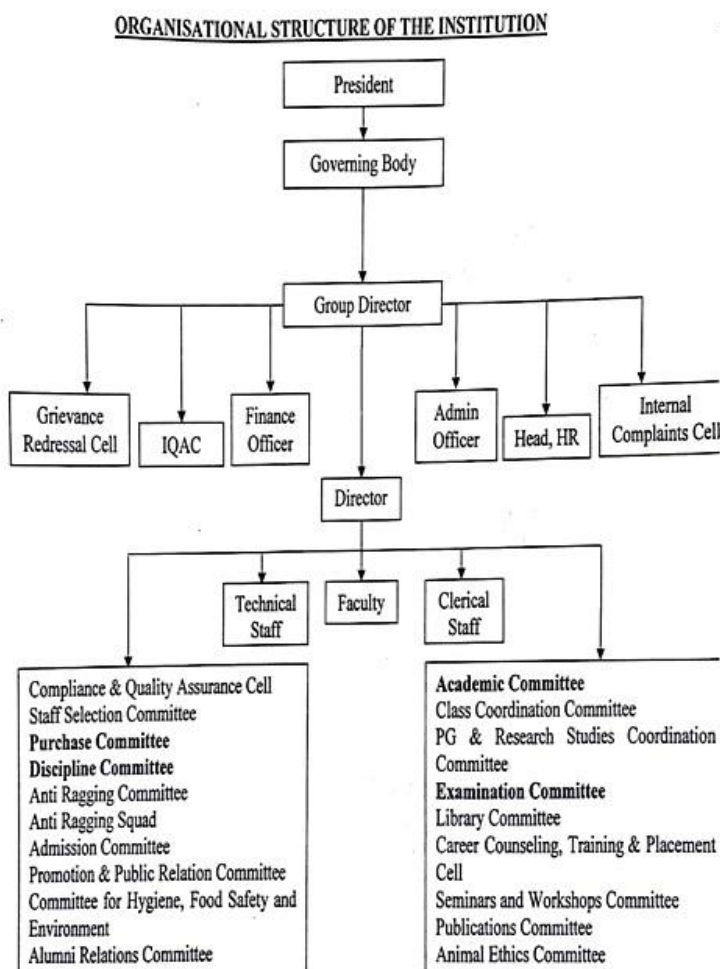 ORGANISATIONAL STRUCTURE OF THE INSTITUTION
President
Governing Body
Group Director
Grievance
Redressal Cell
IQAC
Finance
Officer
Admin
Officer
Head, HR
Internal
Complaints Cell
Director
Technical
Staff
Faculty
Clerical
Staff
Compliance & Quality Assurance Cell
Staff Selection Committee
Purchase Committee
Discipline Committee
Anti Ragging Committee
Anti Ragging Squad
Admission Committee
Promotion & Public Relation Committee
Committee for Hygiene, Food Safety and
Environment
Alumni Relations Committee
Academic Committee
Class Coordination Committee
PG & Research Studies Coordination
Committee
Examination Committee
Library Committee
Career Counseling, Training & Placement
Cell
Seminars and Workshops Committee
Publications Committee
Animal Ethics Committee